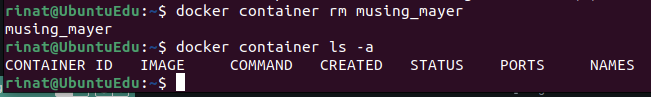 rinat@UbuntuEdu:~$ docker container rm musing_mayer
musing_mayer
rinat@UbuntuEdu:~$ docker container ls -a
CONTAINER ID   IMAGE     COMMAND   CREATED   STATUS    PORTS     NAMES
rinat@UbuntuEdu:~$